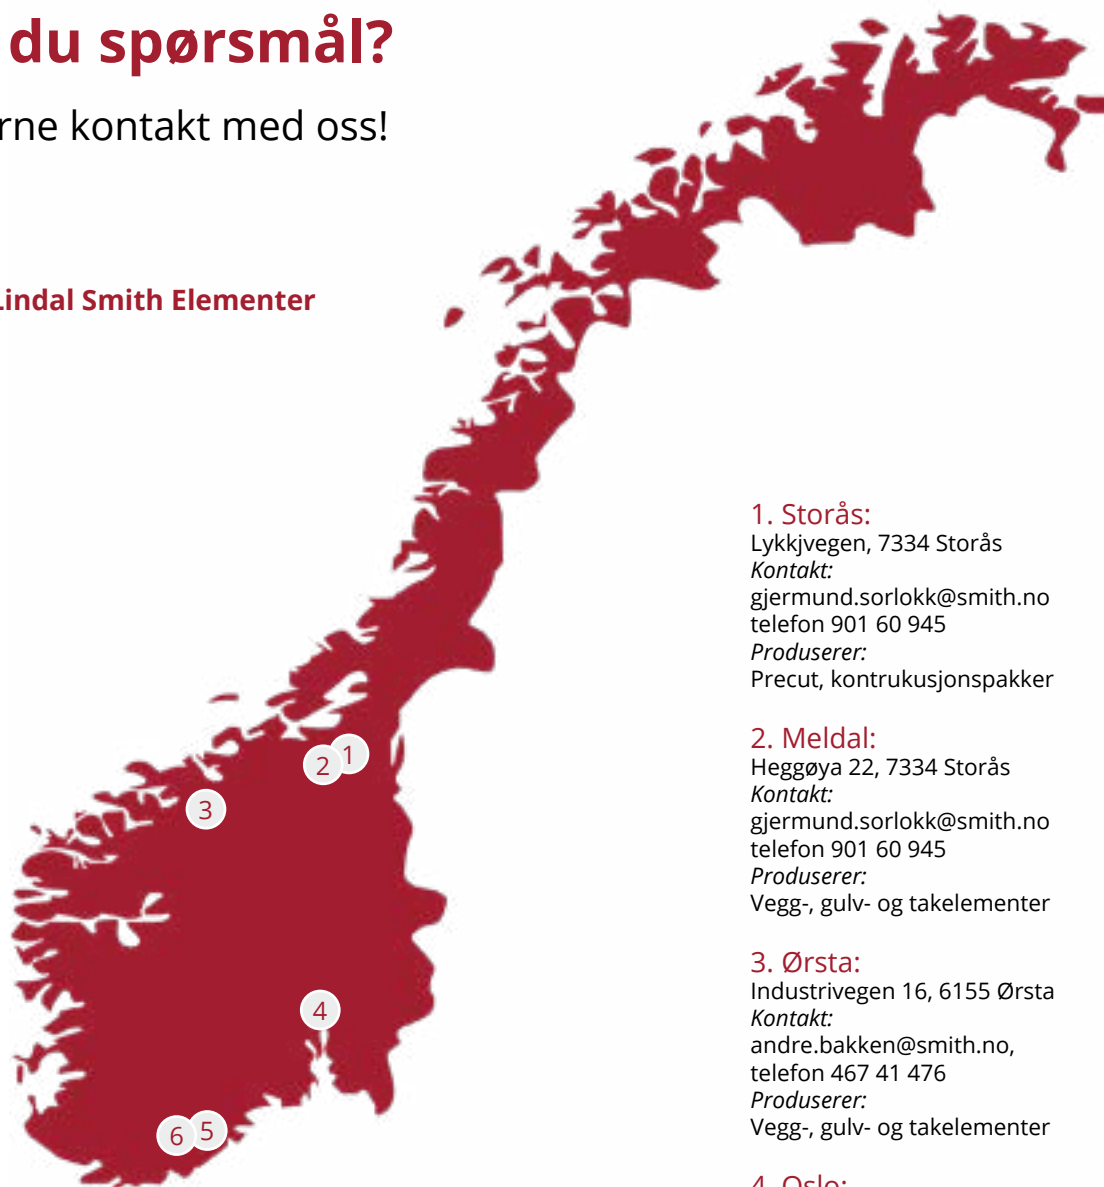 du spørsmål?
rne kontakt med oss!
Lindal Smith Elementer
1
2
3
4
5
6
1. Storås:
Lykkjvegen, 7334 Storås
Kontakt:
gjermund.sorlokk@smith.no
telefon 901 60 945
Produserer:
Precut, kontrukusjonspakker
2. Meldal:
Heggøya 22, 7334 Storås
Kontakt:
gjermund.sorlokk@smith.no
telefon 901 60 945
Produserer:
Vegg-, gulv- og takelementer
3. Ørsta:
Industrivegen 16, 6155 Ørsta
Kontakt:
andre.bakken@smith.no,
telefon 467 41 476
Produserer:
Vegg-, gulv- og takelementer
4. Oslo: